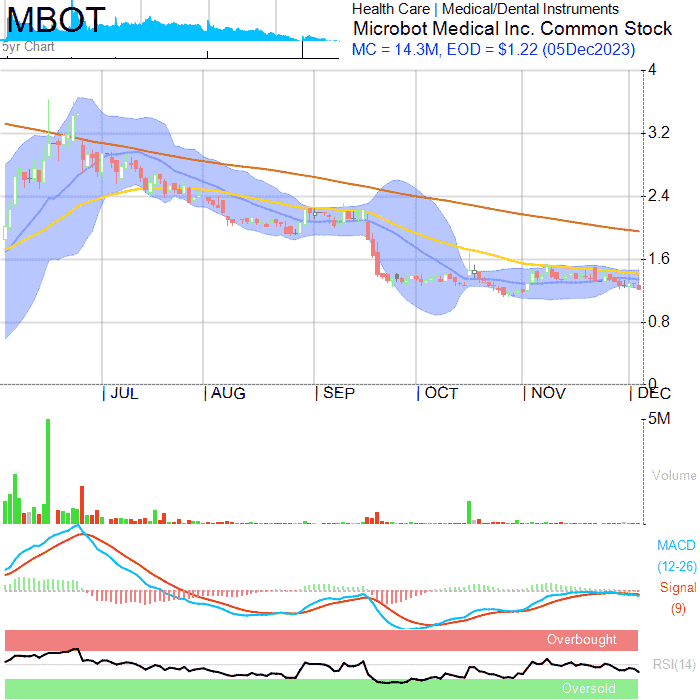 MBOT
5yr Chart
Health Care | Medical/Dental Instruments
Microbot Medical Inc. Common Stock
MC = 14.3M, EOD = $1.22 (05Dec2023)
4
3.2
2.4
1.6
0.8
0
JUL AUG SEP OCT NOV DEC
5M
Volume
MACD
(12-26)
Signal
(9)
Overbought
RSI(14)
Oversold